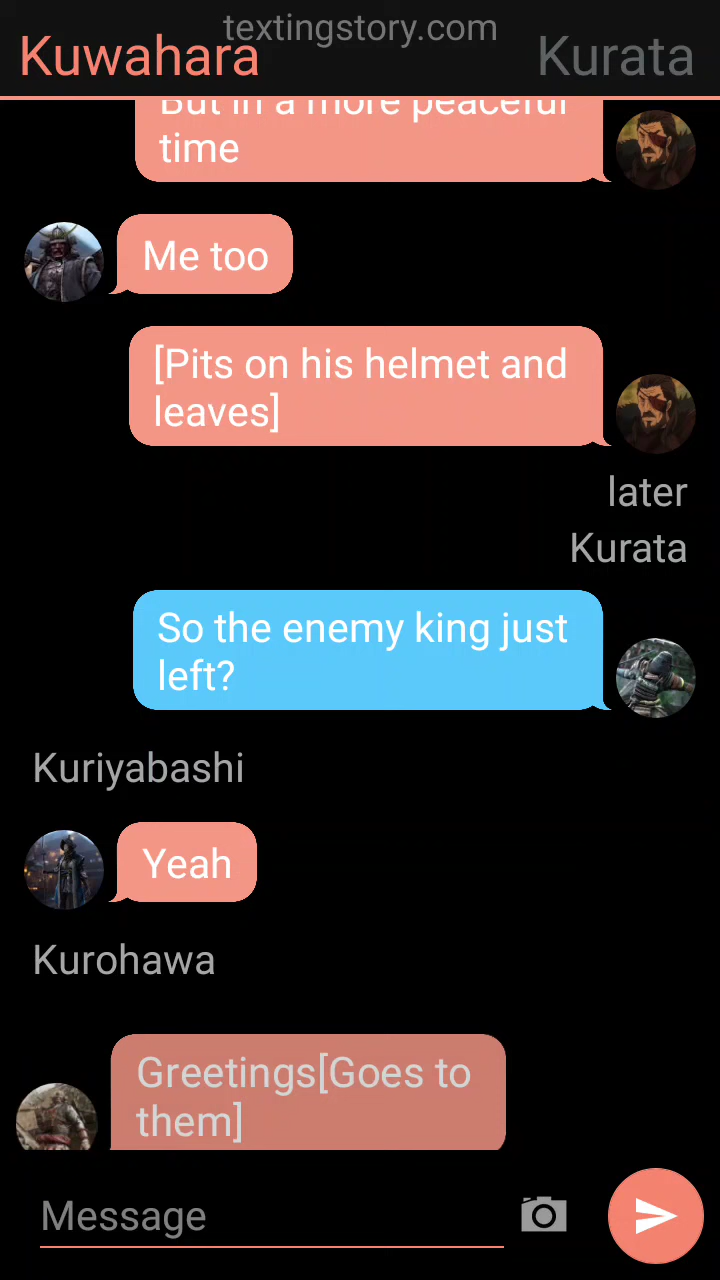 textingstory.com
Kuwahara
Kurata
But in a more peaceful
time
Me too
[Pits on his helmet and
leaves]
later
Kurata
So the enemy king just
left?
Kuriyabashi
Yeah
Kurohawa
Greetings[Goes to
them]
Message